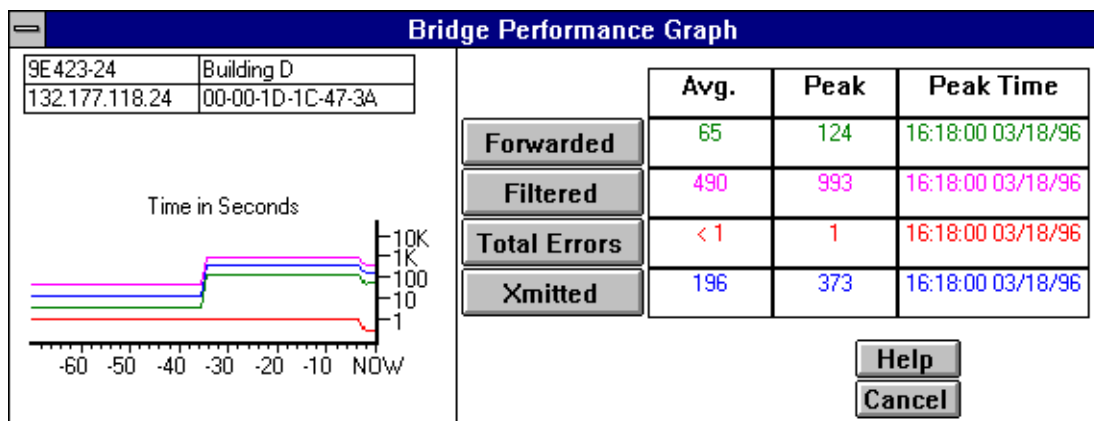 Bridge Performance Graph
9E423-24 Building D
132.177.118.24 00-00-1D-1C-47-3A
Time in Seconds
10K
1K
100
10
1
-60 -50 -40 -30 -20 -10 NOW
Avg. Peak Peak Time
Forwarded 65 124 16:18:00 03/18/96
Filtered 490 993 16:18:00 03/18/96
Total Errors < 1 1 16:18:00 03/18/96
Xmitted 196 373 16:18:00 03/18/96
Help
Cancel